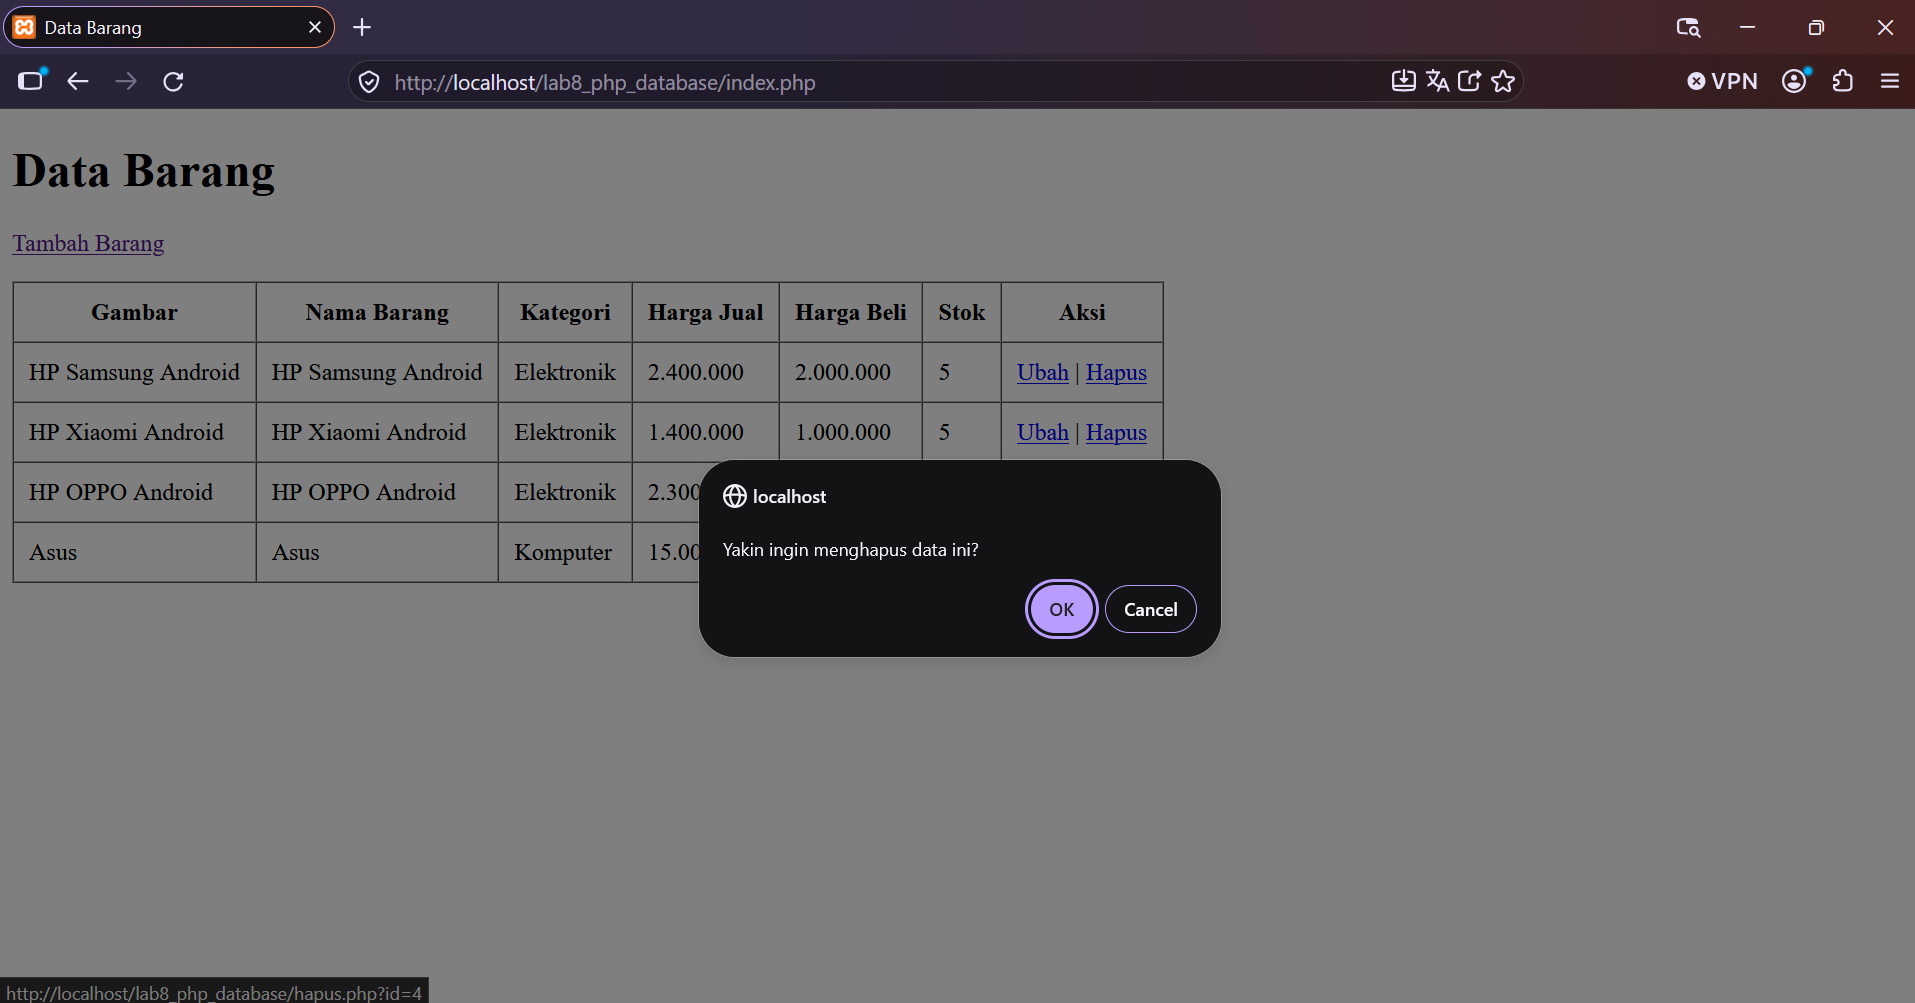 Data Barang
http://localhost/lab8_php_database/index.php
VPN
Data Barang
Tambah Barang
Gambar Nama Barang Kategori Harga Jual Harga Beli Stok Aksi
HP Samsung Android HP Samsung Android Elektronik 2.400.000 2.000.000 5 Ubah | Hapus
HP Xiaomi Android HP Xiaomi Android Elektronik 1.400.000 1.000.000 5 Ubah | Hapus
HP OPPO Android HP OPPO Android Elektronik 2.300
Asus Asus Komputer 15.00
localhost
Yakin ingin menghapus data ini?
OK Cancel
http://localhost/lab8_php_database/hapus.php?id=4